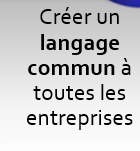 Créer un
langage
commun à
toutes les
entreprises